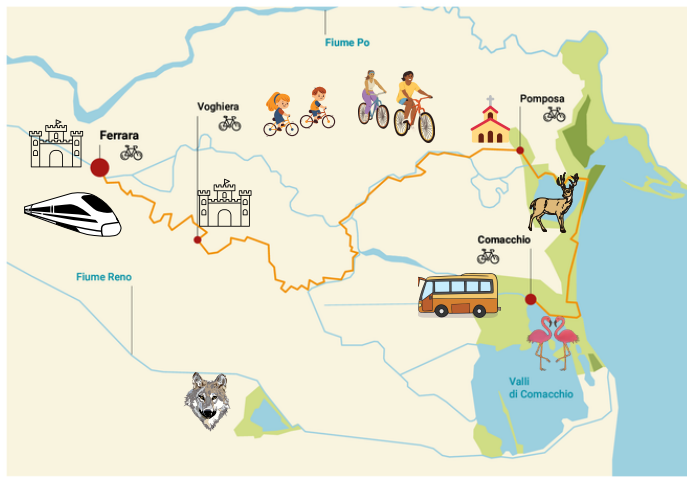 Fiume Po
Voghiera
Pomposa
Ferrara
Comacchio
Fiume Reno
Valli
di Comacchio